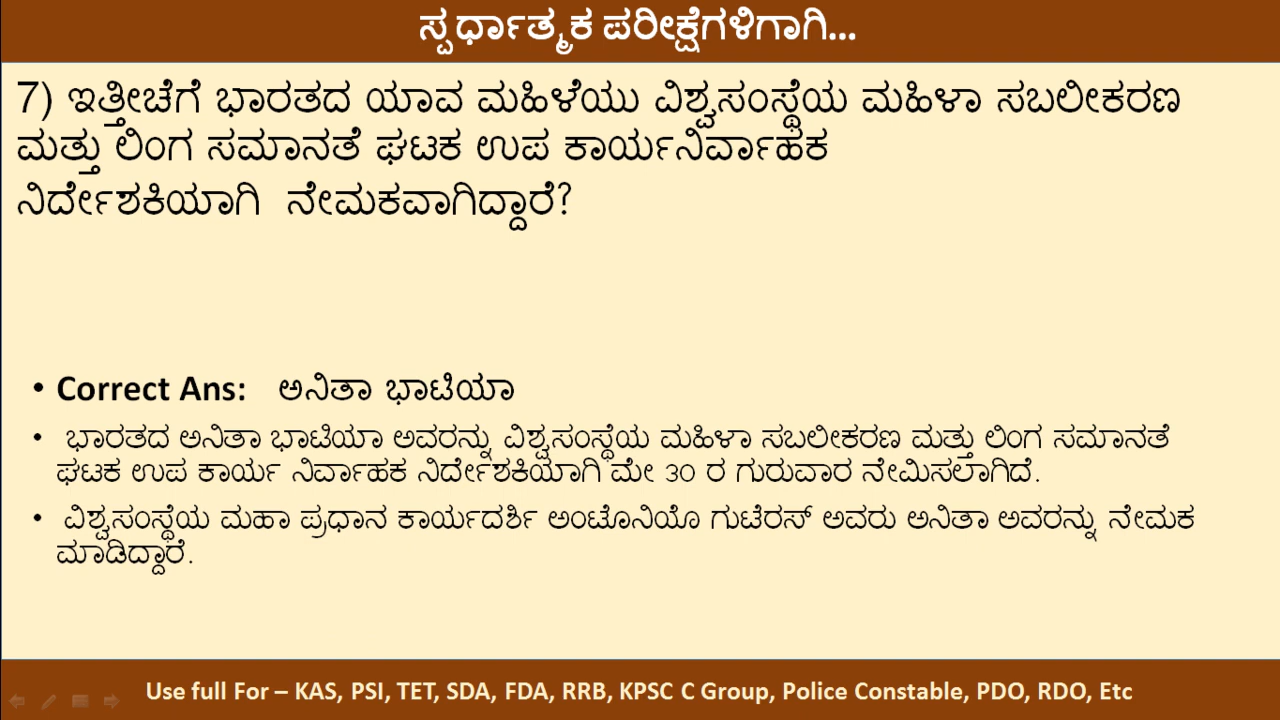 ಸ್ಪರ್ಧಾತ್ಮಕ ಪರೀಕ್ಷೆಗಳಿಗಾಗಿ...
7) ಇತ್ತೀಚೆಗೆ ಭಾರತದ ಯಾವ ಮಹಿಳೆಯು ವಿಶ್ವಸಂಸ್ಥೆಯ ಮಹಿಳಾ ಸಬಲೀಕರಣ
ಮತ್ತು ಲಿಂಗ ಸಮಾನತೆ ಘಟಕ ಉಪ ಕಾರ್ಯನಿರ್ವಾಹಕ
ನಿರ್ದೇಶಕಿಯಾಗಿ ನೇಮಕವಾಗಿದ್ದಾರೆ?
• Correct Ans: ಅನಿತಾ ಭಾಟಿಯಾ
• ಭಾರತದ ಅನಿತಾ ಭಾಟಿಯಾ ಅವರನ್ನು ವಿಶ್ವಸಂಸ್ಥೆಯ ಮಹಿಳಾ ಸಬಲೀಕರಣ ಮತ್ತು ಲಿಂಗ ಸಮಾನತೆ
ಘಟಕ ಉಪ ಕಾರ್ಯ ನಿರ್ವಾಹಕ ನಿರ್ದೇಶಕಿಯಾಗಿ ಮೇ 30 ರ ಗುರುವಾರ ನೇಮಿಸಲಾಗಿದೆ.
• ವಿಶ್ವಸಂಸ್ಥೆಯ ಮಹಾ ಪ್ರಧಾನ ಕಾರ್ಯದರ್ಶಿ ಅಂಟೊನಿಯೊ ಗುಟೆರಸ್ ಅವರು ಅನಿತಾ ಅವರನ್ನು ನೇಮಕ
ಮಾಡಿದ್ದಾರೆ.
Use full For – KAS, PSI, TET, SDA, FDA, RRB, KPSC C Group, Police Constable, PDO, RDO, Etc